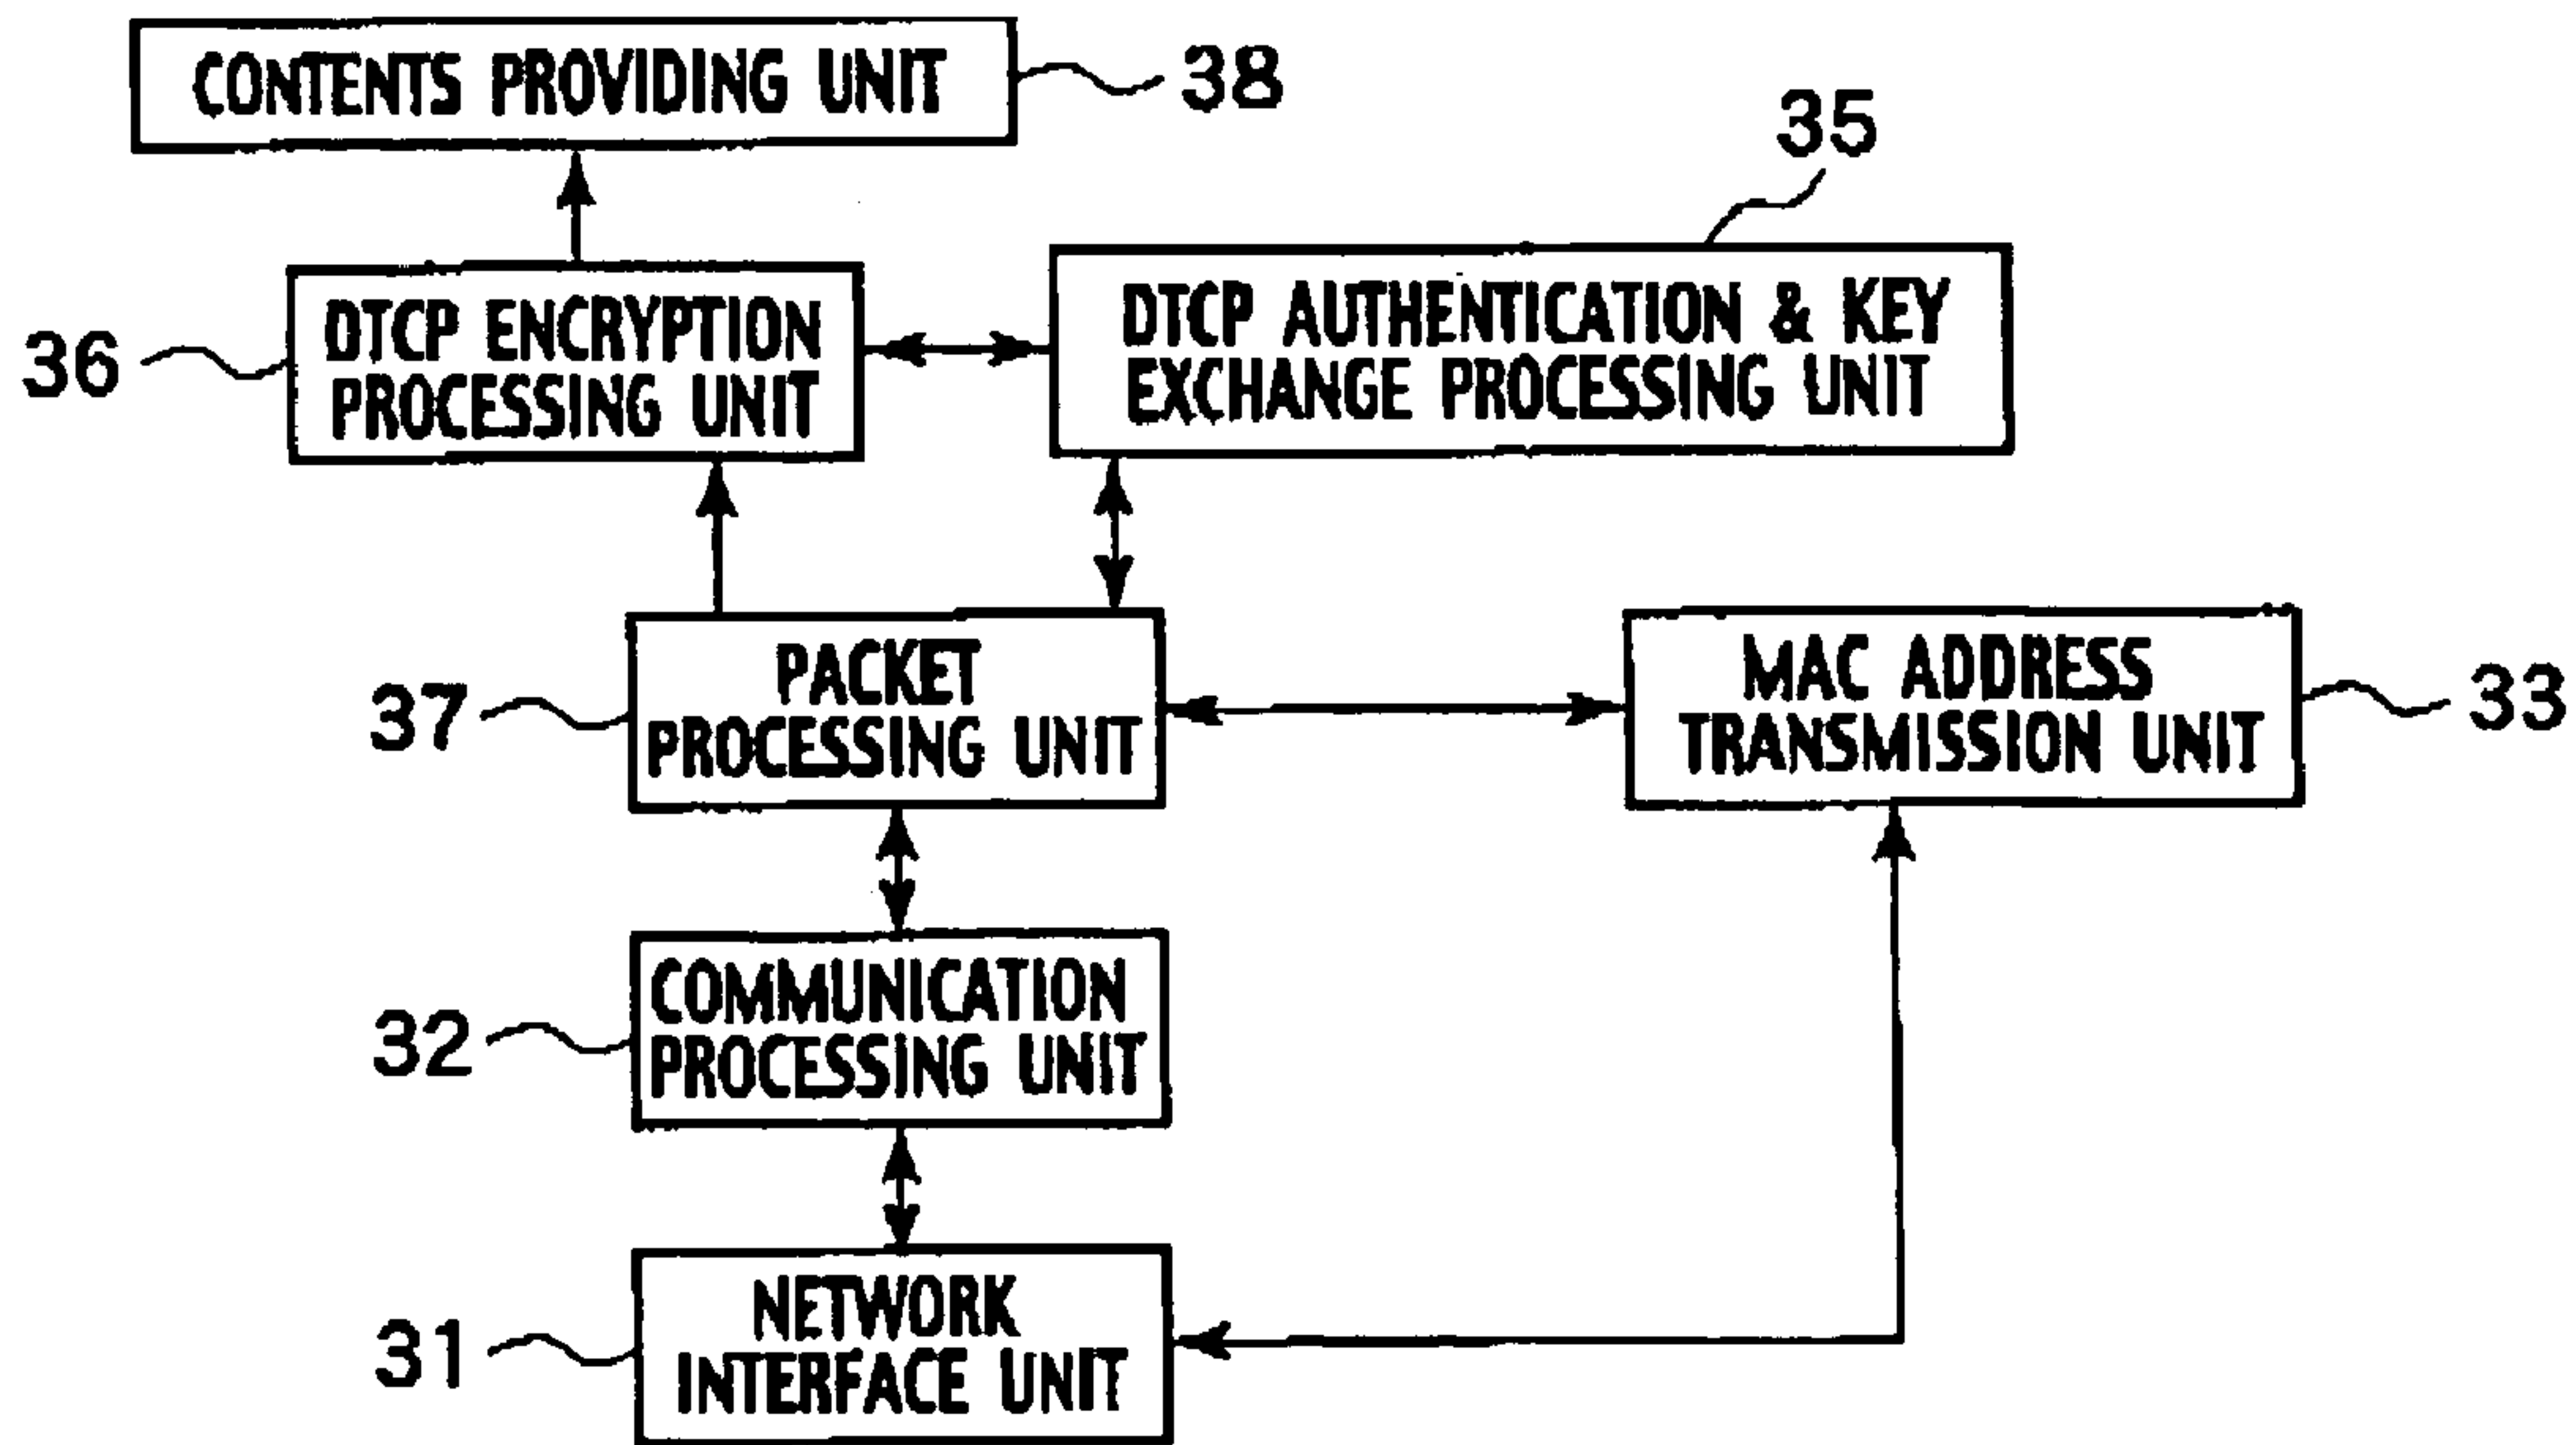 CONTENTS PROVIDING UNIT
38
35
36
DTCP ENCRYPTION
PROCESSING UNIT
DTCP AUTHENTICATION & KEY
EXCHANGE PROCESSING UNIT
37
PACKET
PROCESSING UNIT
MAC ADDRESS
TRANSMISSION UNIT
33
32
COMMUNICATION
PROCESSING UNIT
31
NETWORK
INTERFACE UNIT